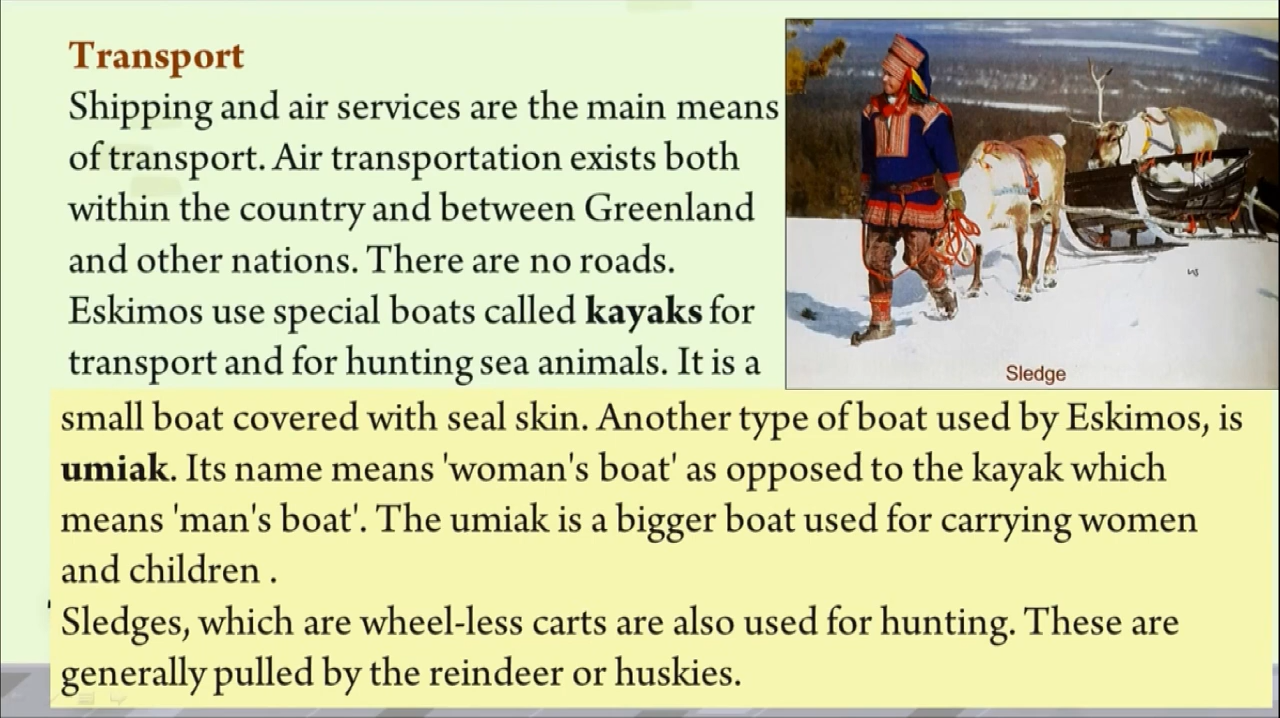 Transport
Shipping and air services are the main means
of transport. Air transportation exists both
within the country and between Greenland
and other nations. There are no roads.
Eskimos use special boats called kayaks for
transport and for hunting sea animals. It is a
Sledge
small boat covered with seal skin. Another type of boat used by Eskimos, is
umiak. Its name means 'woman's boat' as opposed to the kayak which
means 'man's boat'. The umiak is a bigger boat used for carrying women
and children .
Sledges, which are wheel-less carts are also used for hunting. These are
generally pulled by the reindeer or huskies.